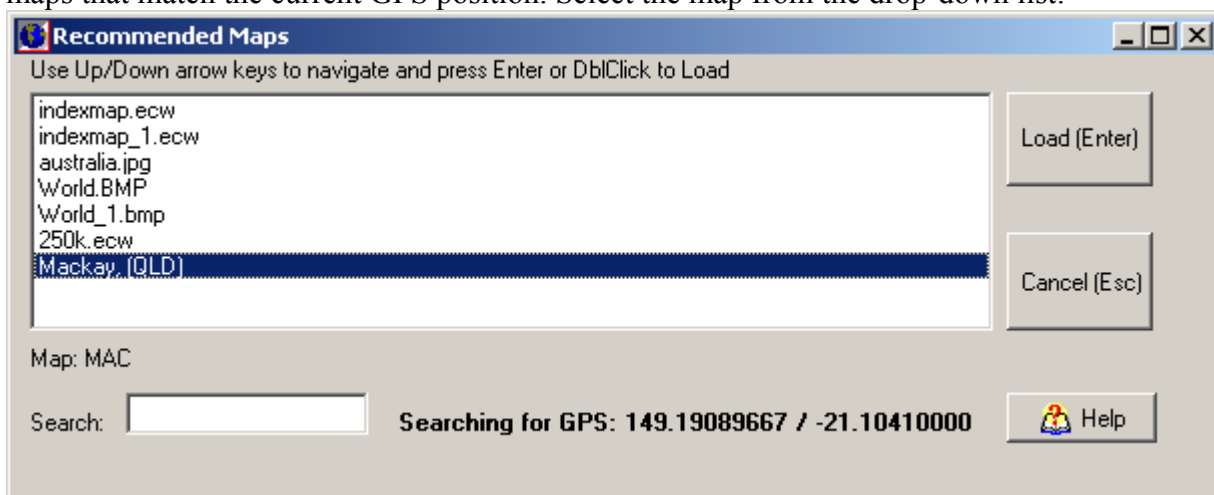 maps that match the current GPS position. Select the map from the drop-down list.
Recommended Maps
Use Up/Down arrow keys to navigate and press Enter or DblClick to Load
indexmap.ecw
indexmap_1.ecw
australia.jpg
World.BMP
World_1.bmp
250k.ecw
Mackay, (QLD)
Load (Enter)
Cancel (Esc)
Map: MAC
Search:
Searching for GPS: 149.19089667 / -21.10410000
Help